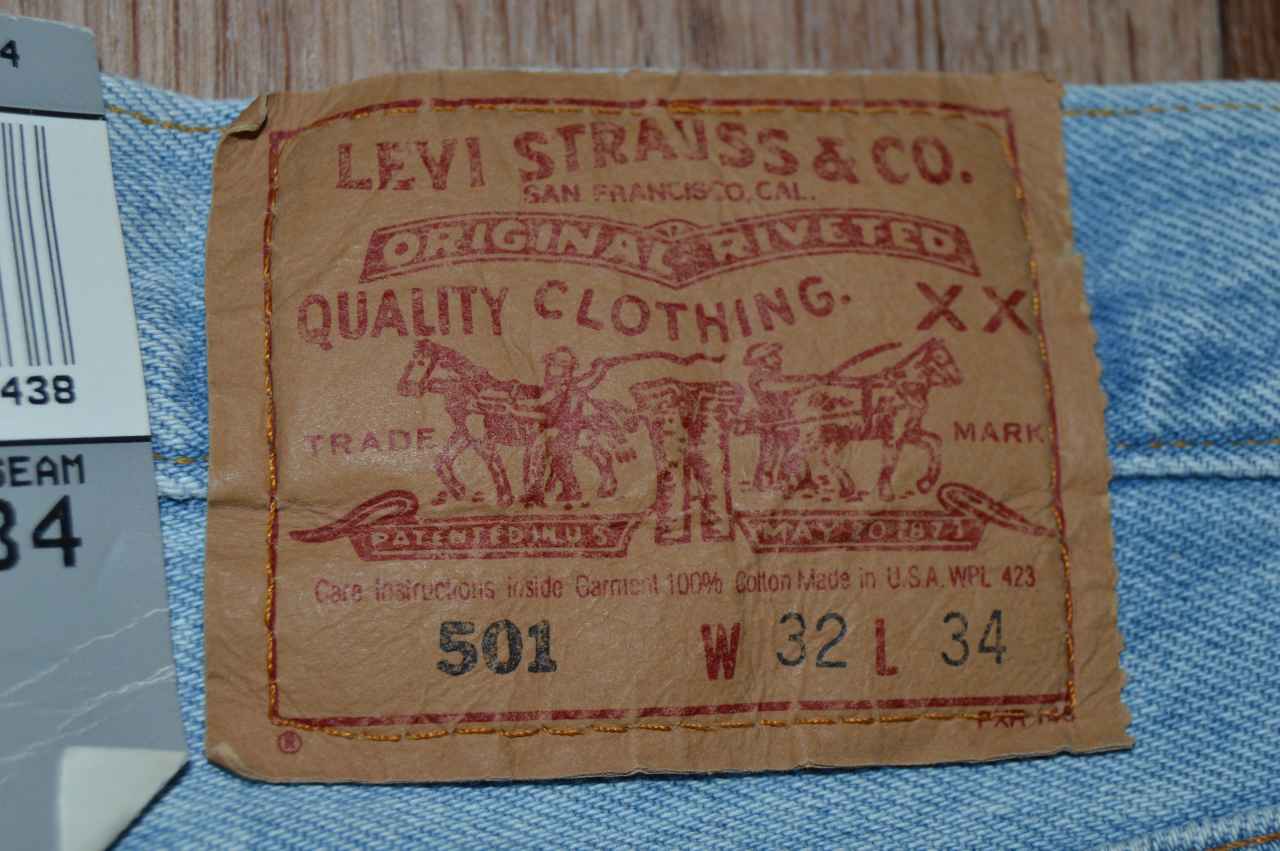 4
438
SEAM
34
LEVI STRAUSS & CO.
SAN FRANCISCO, CAL.
ORIGINAL RIVETED
QUALITY CLOTHING. XX
TRADE MARK
PATENTED IN U.S. MAY 20 1873
Care Instructions Inside Garment 100% Cotton Made in U.S.A. WPL 423
501 W 32 L 34
®